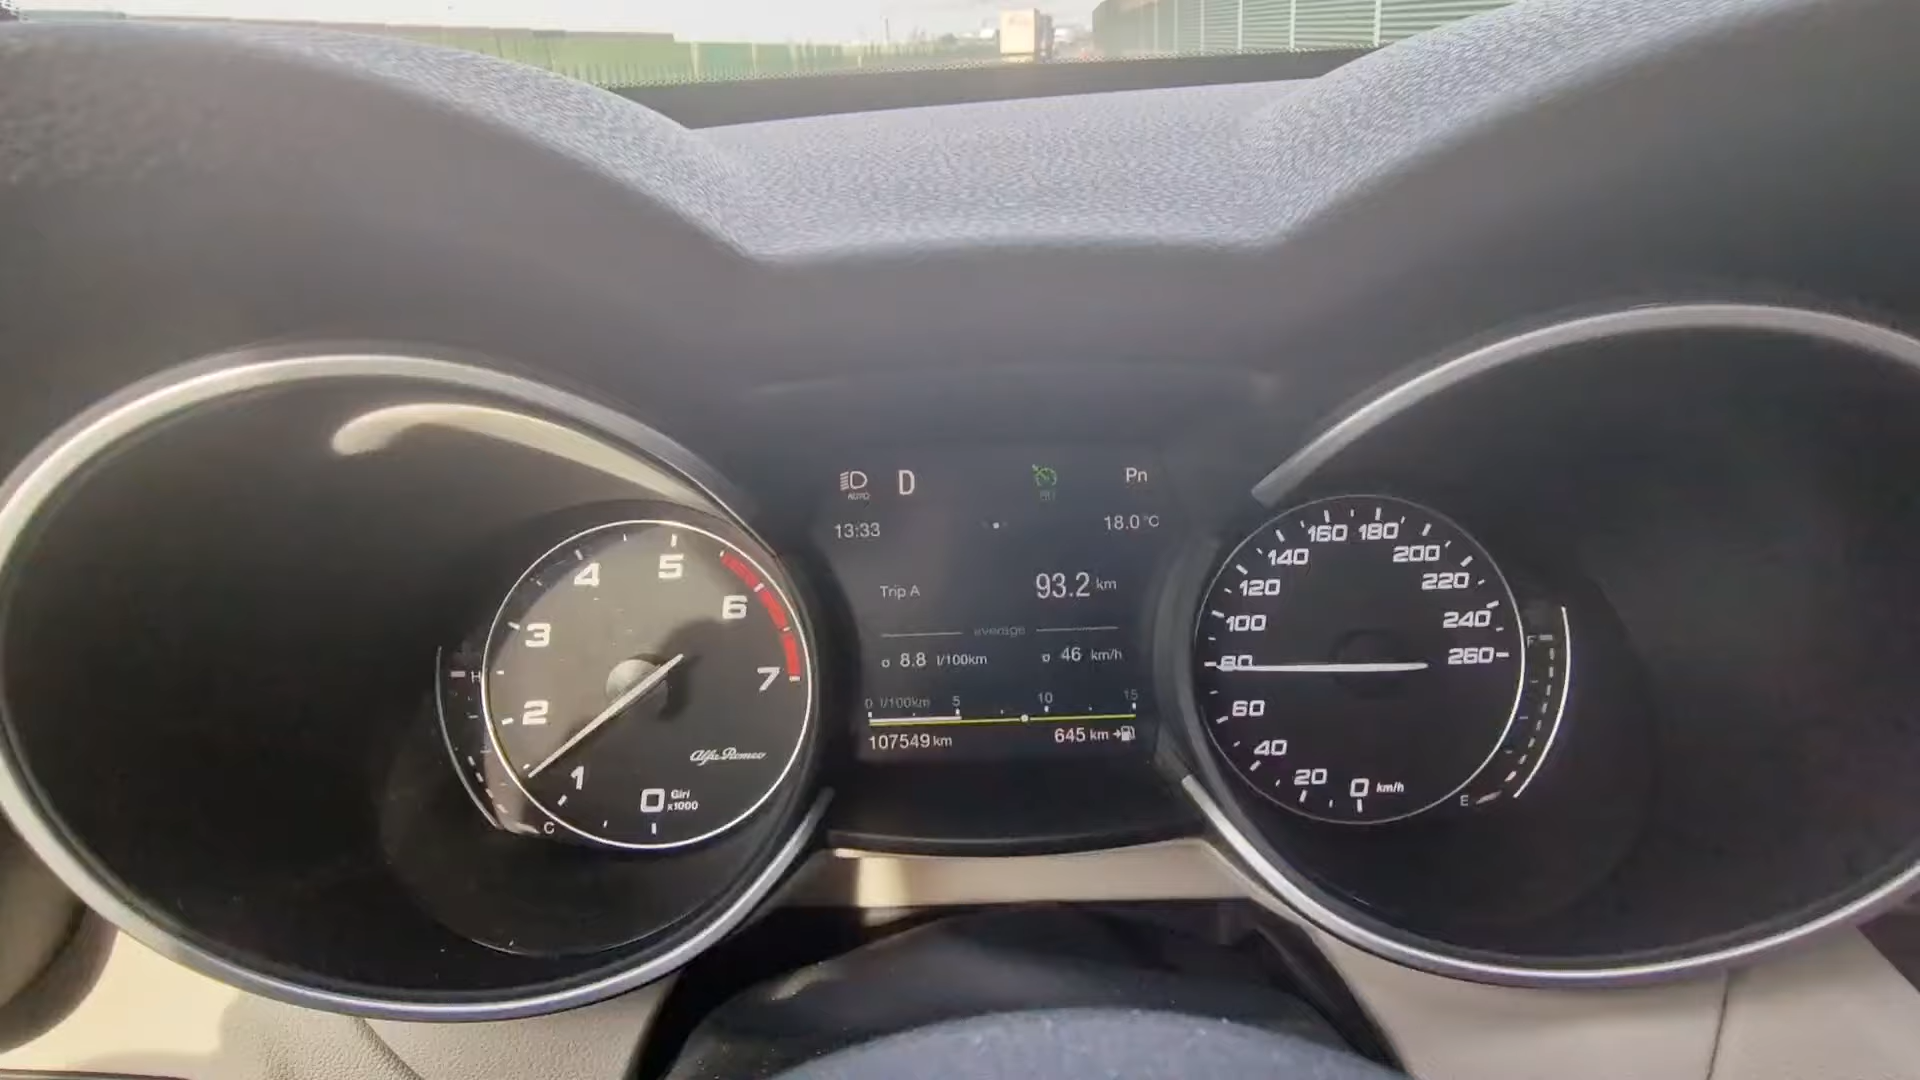 AUTO
D
Pn
13:33
18.0 °C
Trip A
93.2 km
average
ø 8.8 l/100km
ø 46 km/h
0 l/100km 5 10 15
107549 km
645 km
0
1
2
3
4
5
6
7
Giri
x1000
Alfa Romeo
H
C
0
20
40
60
80
100
120
140
160
180
200
220
240
260
km/h
F
E